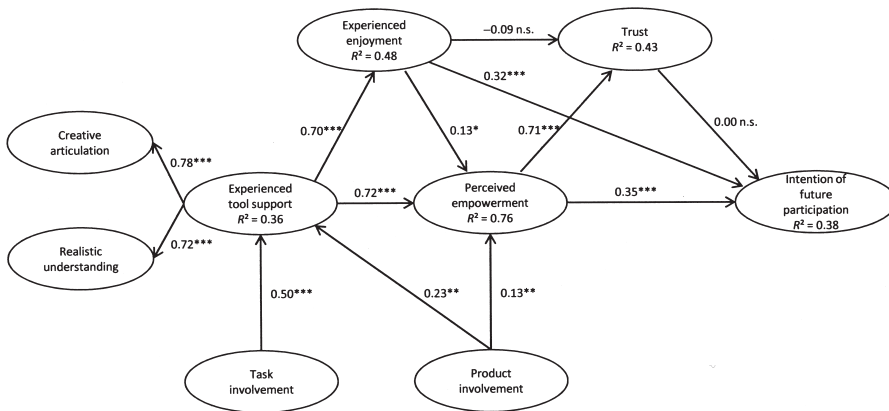 Experienced
enjoyment
R² = 0.48
−0.09 n.s.
Trust
R² = 0.43
0.32***
Creative
articulation
0.78***
0.70***
0.13*
0.71***
0.00 n.s.
Experienced
tool support
R² = 0.36
0.72***
Perceived
empowerment
R² = 0.76
0.35***
Intention of
future
participation
R² = 0.38
Realistic
understanding
0.72***
0.50***
0.23**
0.13**
Task
involvement
Product
involvement